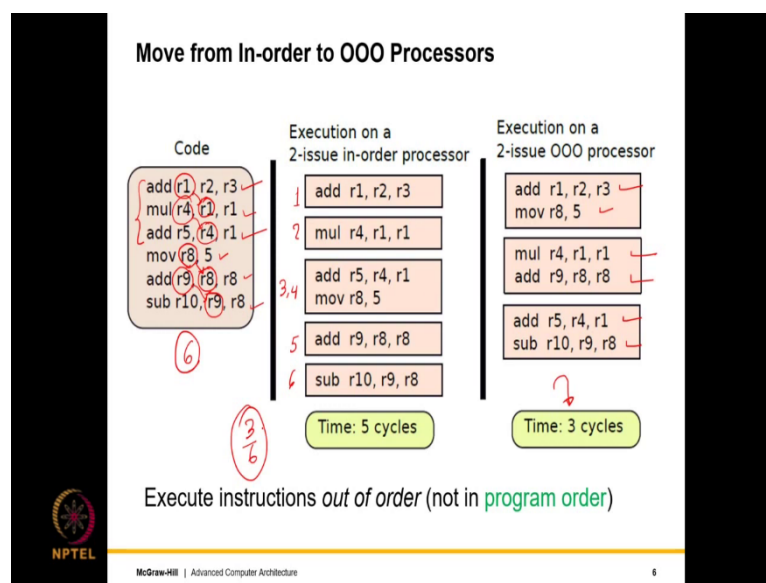 Move from In-order to OOO Processors
Code
add r1, r2, r3
mul r4, r1, r1
add r5, r4, r1
mov r8, 5
add r9, r8, r8
sub r10, r9, r8
6
3
6
Execution on a
2-issue in-order processor
1 add r1, r2, r3
2 mul r4, r1, r1
add r5, r4, r1
3,4 mov r8, 5
5 add r9, r8, r8
6 sub r10, r9, r8
Time: 5 cycles
Execution on a
2-issue OOO processor
add r1, r2, r3
mov r8, 5
mul r4, r1, r1
add r9, r8, r8
add r5, r4, r1
sub r10, r9, r8
Time: 3 cycles
Execute instructions out of order (not in program order)
NPTEL
McGraw-Hill | Advanced Computer Architecture
6